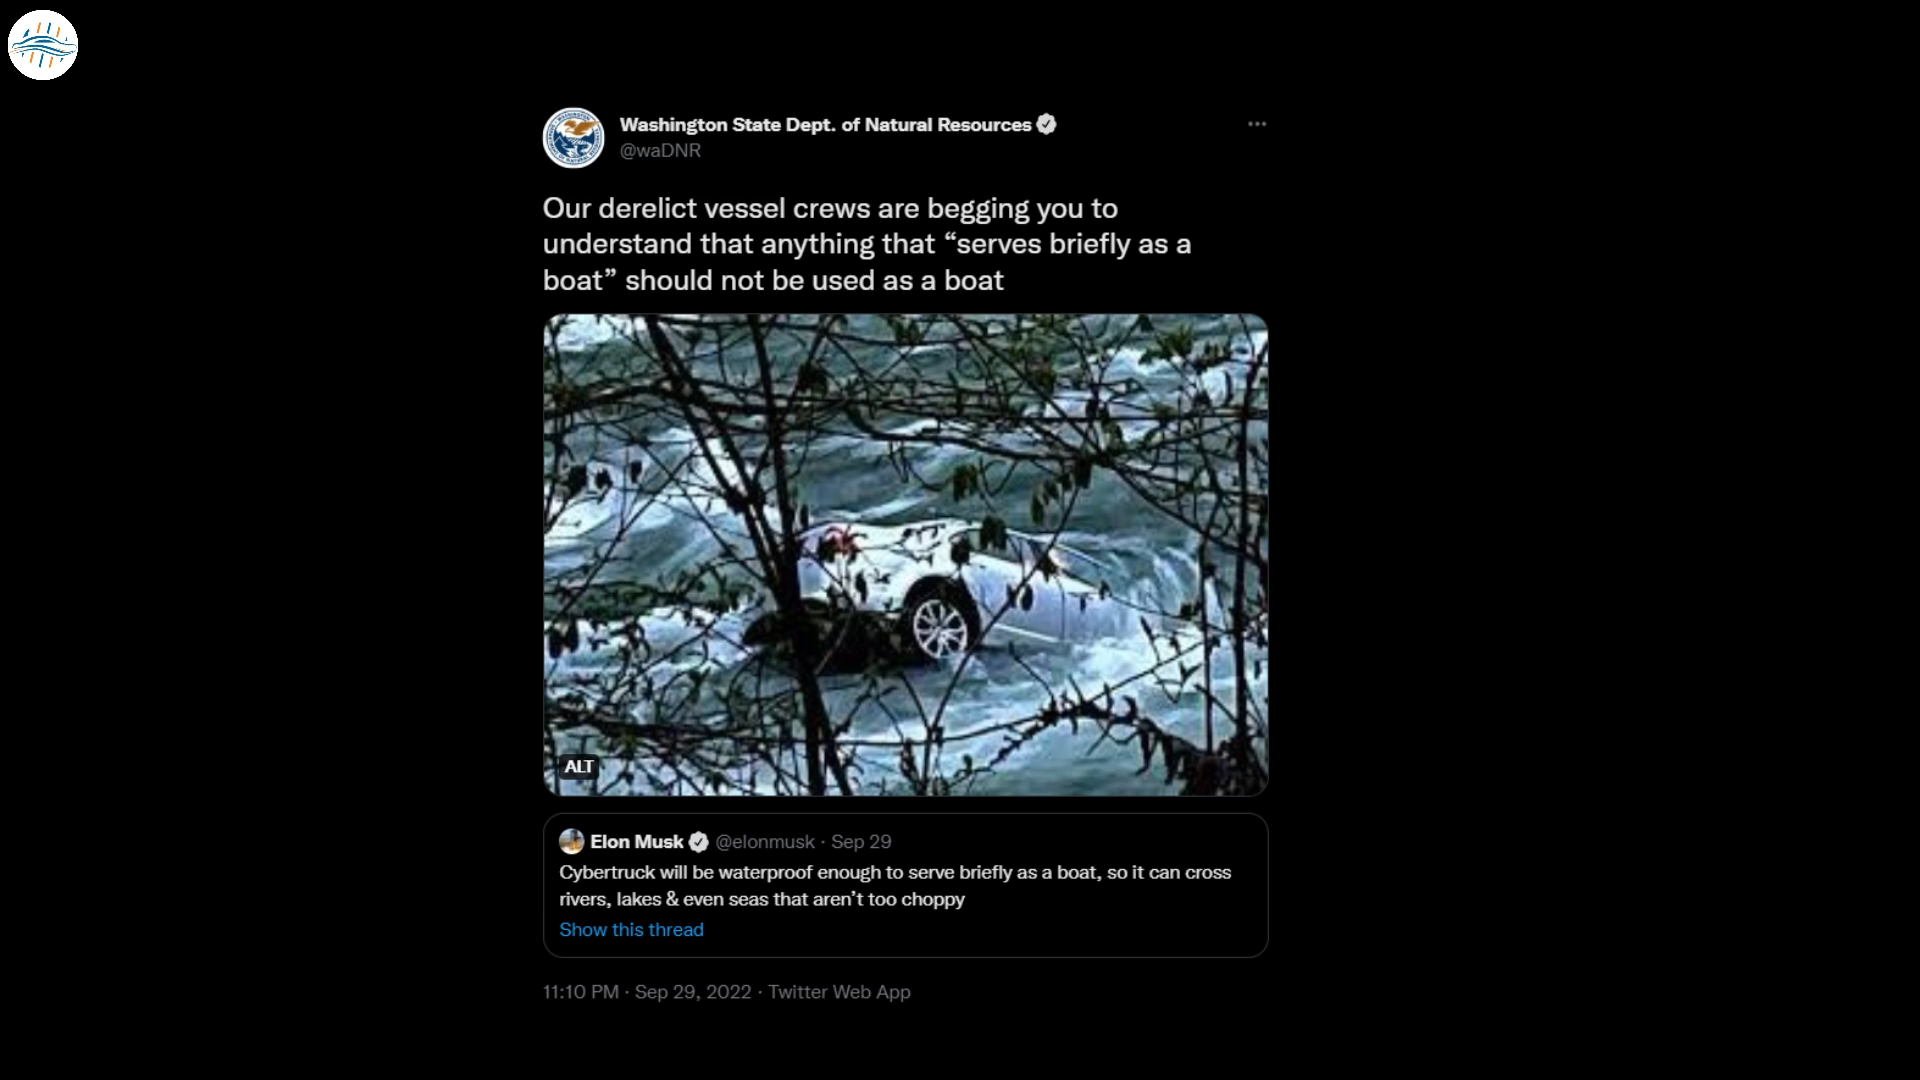 Washington State Dept. of Natural Resources
@waDNR
Our derelict vessel crews are begging you to
understand that anything that “serves briefly as a
boat” should not be used as a boat
ALT
Elon Musk @elonmusk · Sep 29
Cybertruck will be waterproof enough to serve briefly as a boat, so it can cross
rivers, lakes & even seas that aren’t too choppy
Show this thread
11:10 PM · Sep 29, 2022 · Twitter Web App